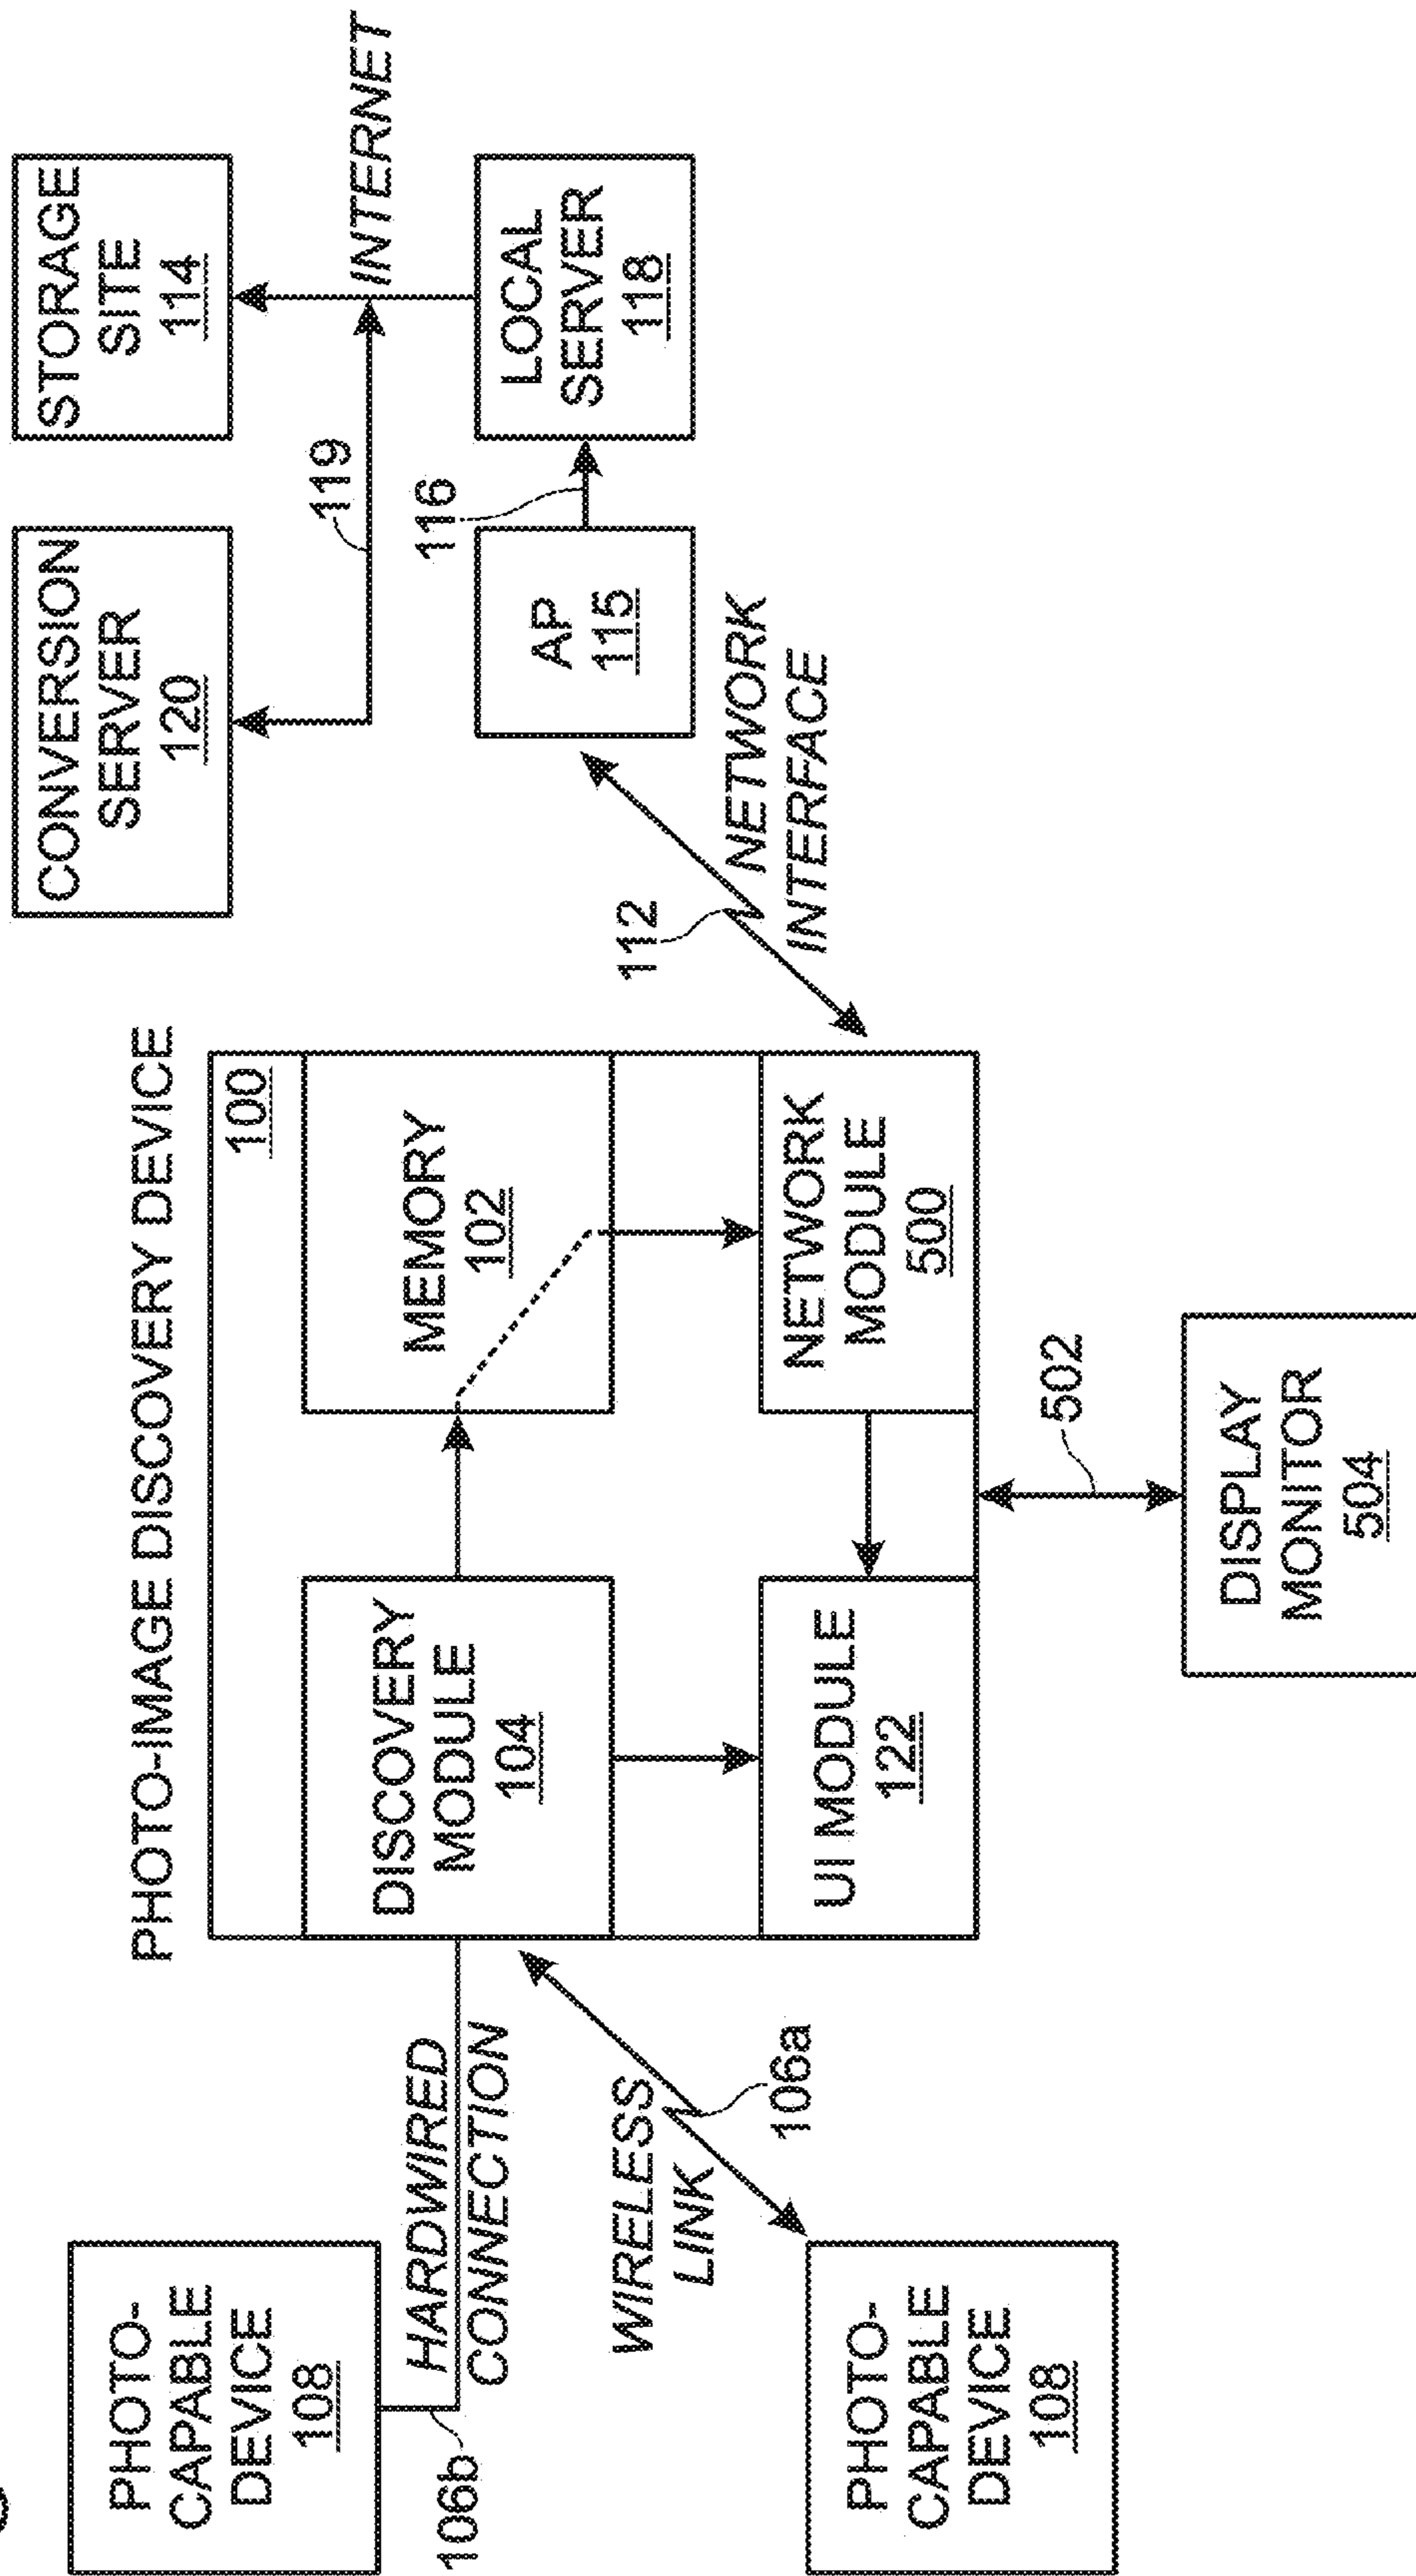 PHOTO-
CAPABLE
DEVICE
108
106b
HARDWIRED
CONNECTION
WIRELESS
LINK
106a
PHOTO-
CAPABLE
DEVICE
108
PHOTO-IMAGE DISCOVERY DEVICE
100
DISCOVERY
MODULE
104
MEMORY
102
UI MODULE
122
NETWORK
MODULE
500
502
DISPLAY
MONITOR
504
112
NETWORK
INTERFACE
CONVERSION
SERVER
120
STORAGE
SITE
114
119
INTERNET
116
AP
115
LOCAL
SERVER
118